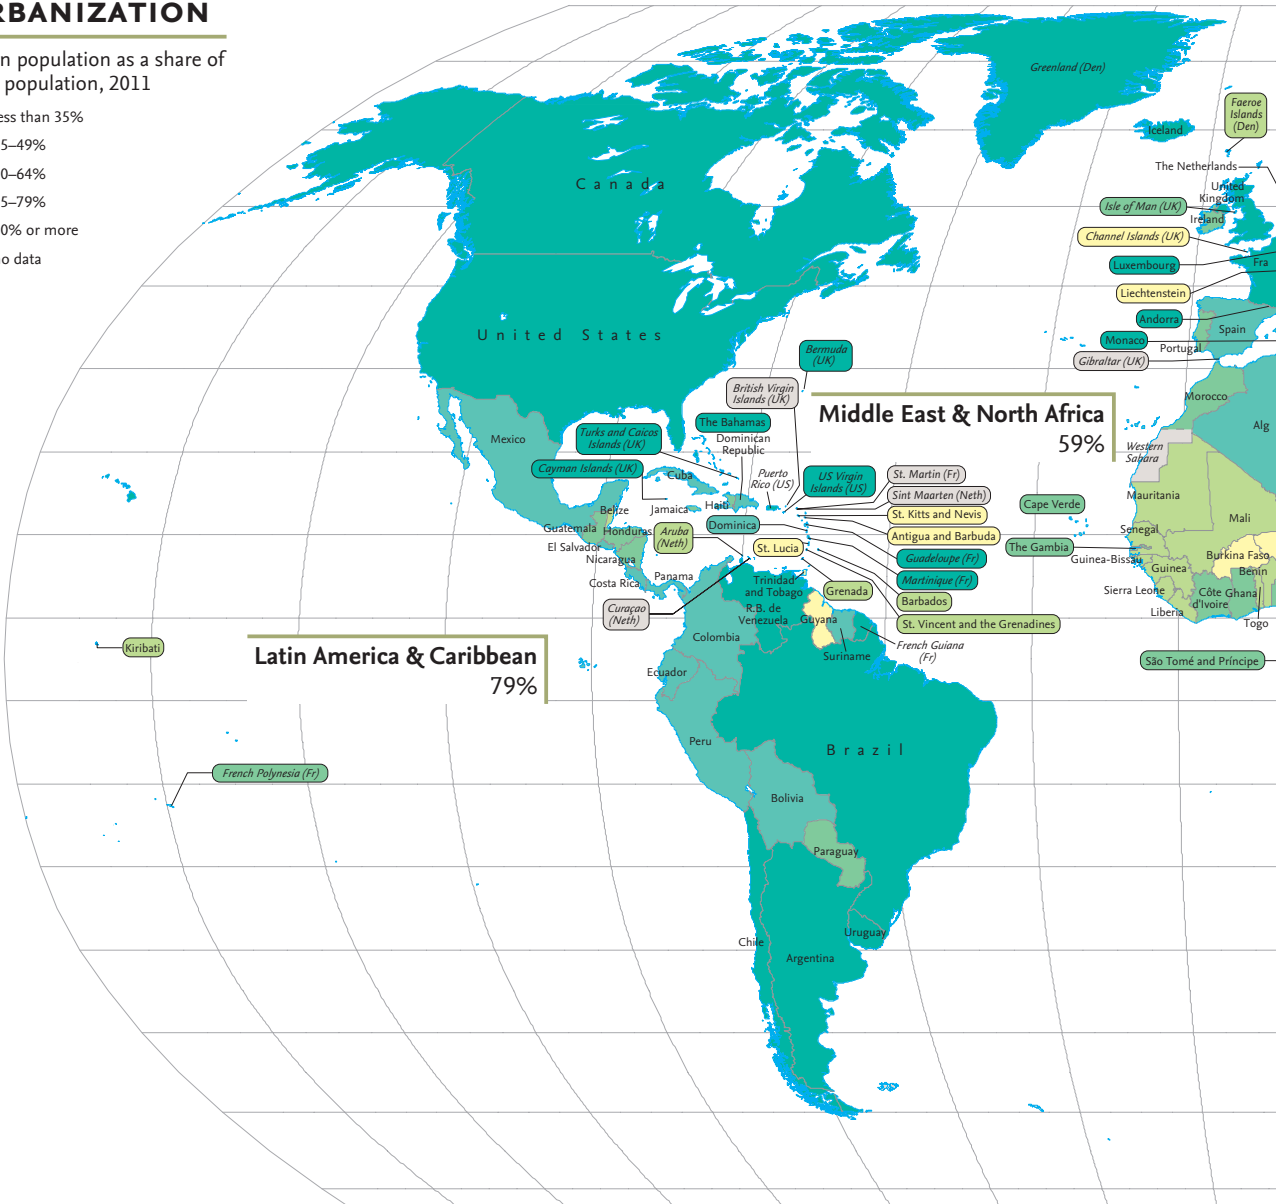 RBANIZATION
n population as a share of
population, 2011
ess than 35%
5–49%
0–64%
5–79%
0% or more
o data
Greenland (Den)
Faeroe
Islands
(Den)
Iceland
The Netherlands
United
Kingdom
Isle of Man (UK)
Ireland
Channel Islands (UK)
Luxembourg
Fra
Liechtenstein
Andorra
Spain
Monaco
Portugal
Gibraltar (UK)
Canada
United States
Bermuda
(UK)
British Virgin
Islands (UK)
Middle East & North Africa
59%
Morocco
Alg
Western
Sahara
Mexico
Turks and Caicos
Islands (UK)
The Bahamas
Dominican
Republic
Cayman Islands (UK)
Cuba
Puerto
Rico (US)
US Virgin
Islands (US)
St. Martin (Fr)
Sint Maarten (Neth)
St. Kitts and Nevis
Antigua and Barbuda
Guadeloupe (Fr)
Martinique (Fr)
Barbados
St. Vincent and the Grenadines
Belize
Jamaica
Haiti
Guatemala
Honduras
Aruba
(Neth)
Dominica
El Salvador
Nicaragua
St. Lucia
Costa Rica
Panama
Trinidad
and Tobago
Grenada
Curaçao
(Neth)
R.B. de
Venezuela
Guyana
Colombia
Suriname
French Guiana
(Fr)
Cape Verde
Mauritania
Mali
Senegal
The Gambia
Guinea-Bissau
Burkina Faso
Guinea
Benin
Sierra Leone
Côte
d'Ivoire
Ghana
Liberia
Togo
São Tomé and Príncipe
Kiribati
Latin America & Caribbean
79%
Ecuador
Peru
Brazil
French Polynesia (Fr)
Bolivia
Paraguay
Chile
Uruguay
Argentina